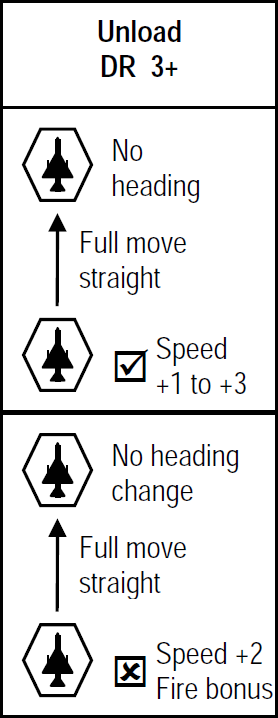 Unload
DR 3+
No
heading
Full move
straight
Speed
+1 to +3
No heading
change
Full move
straight
Speed +2
Fire bonus